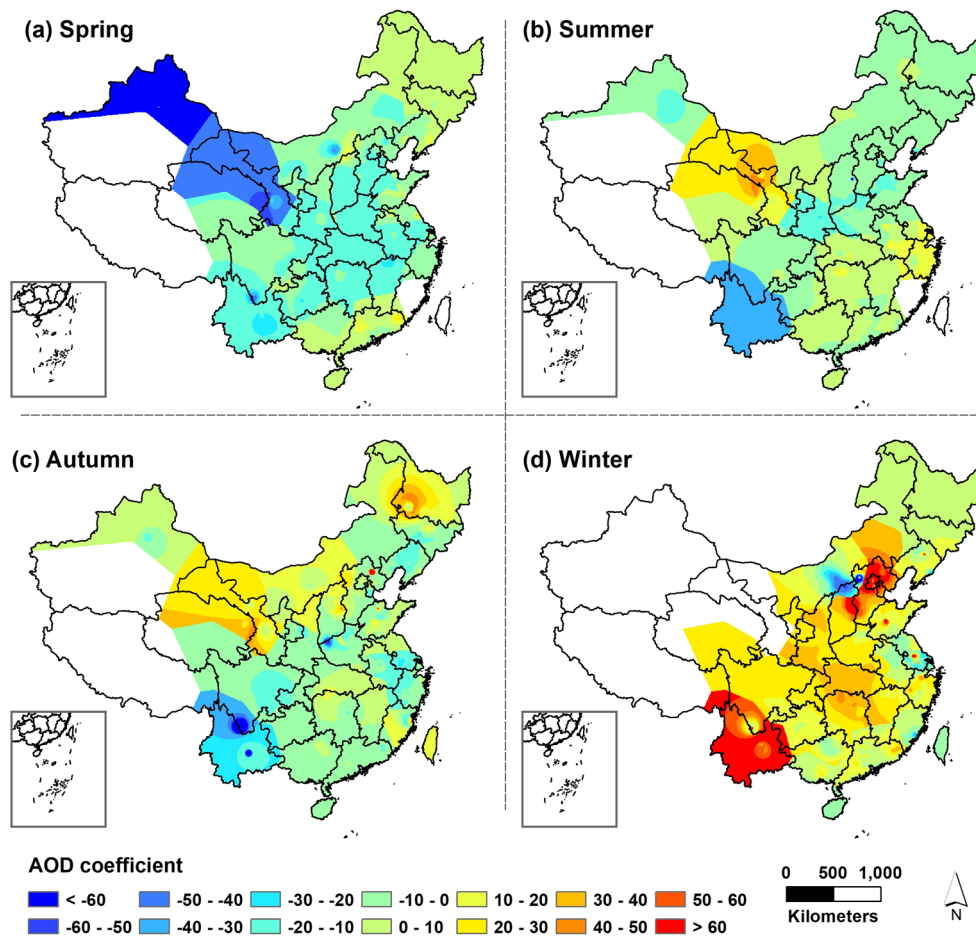 (a) Spring
(b) Summer
(c) Autumn
(d) Winter
AOD coefficient
< -60
-50 - -40
-30 - -20
-10 - 0
10 - 20
30 - 40
50 - 60
-60 - -50
-40 - -30
-20 - -10
0 - 10
20 - 30
40 - 50
> 60
0 500 1,000
Kilometers
N